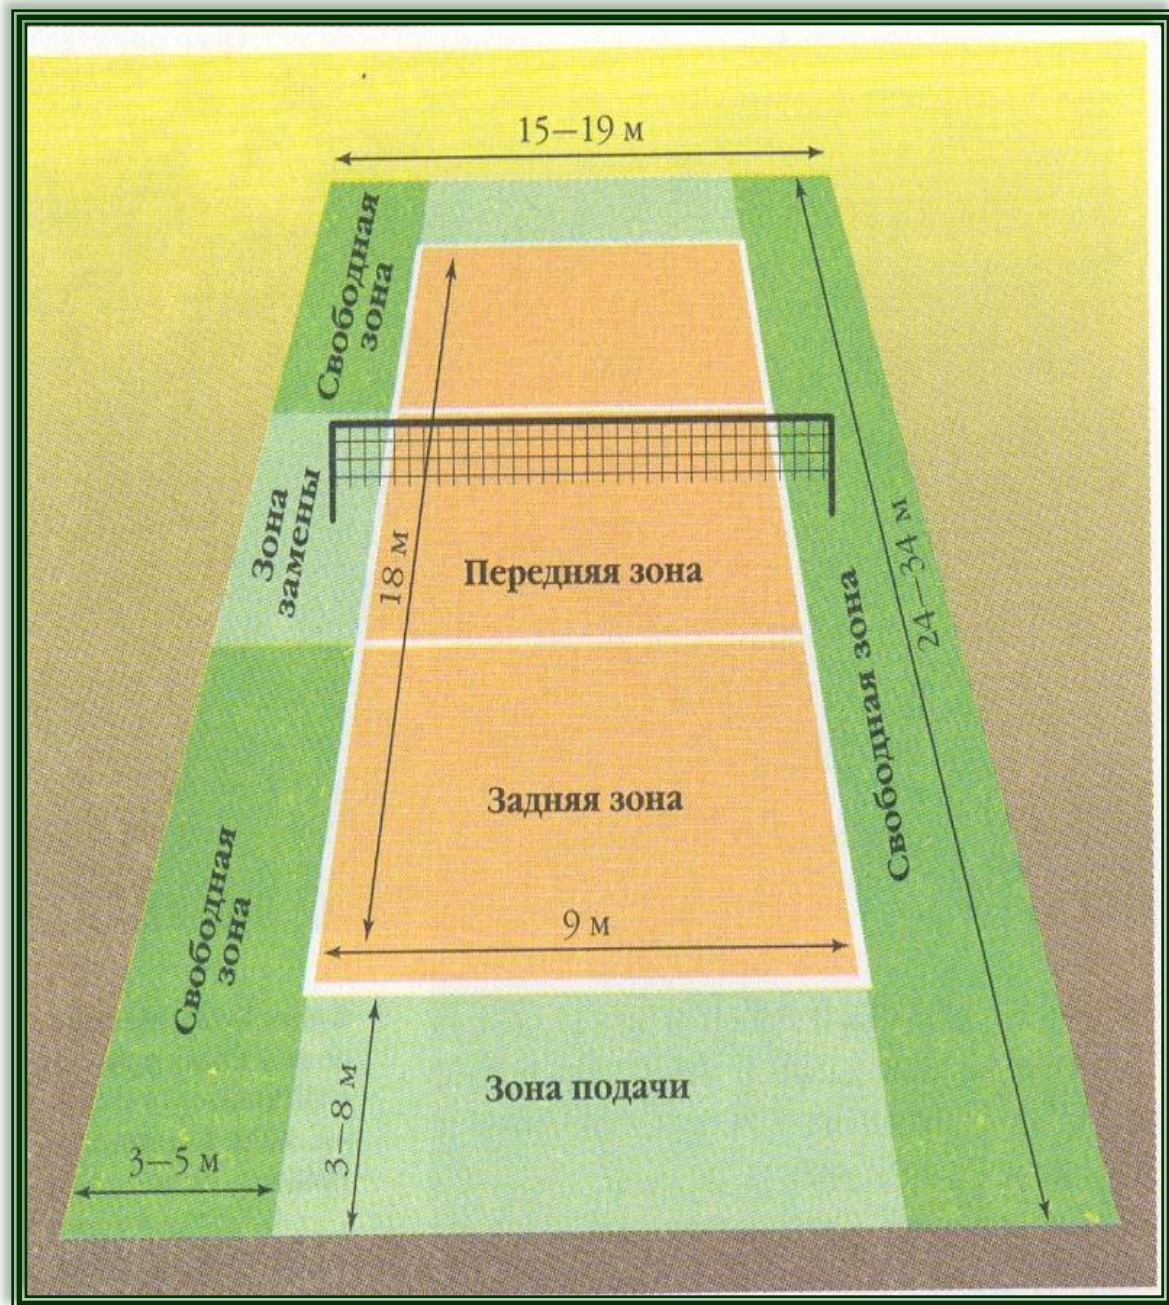 15—19 м
Свободная
зона
Зона
замены
18 м
Передняя зона
24—34 м
Свободная зона
Задняя зона
Свободная
зона
9 м
Зона подачи
3—8 м
3—5 м